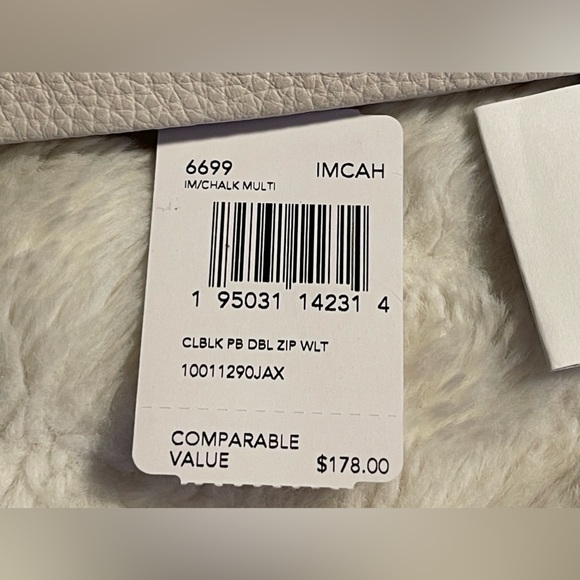 6699 IMCAH
IM/CHALK MULTI
1 95031 14231 4
CLBLK PB DBL ZIP WLT
10011290JAX
COMPARABLE
VALUE $178.00